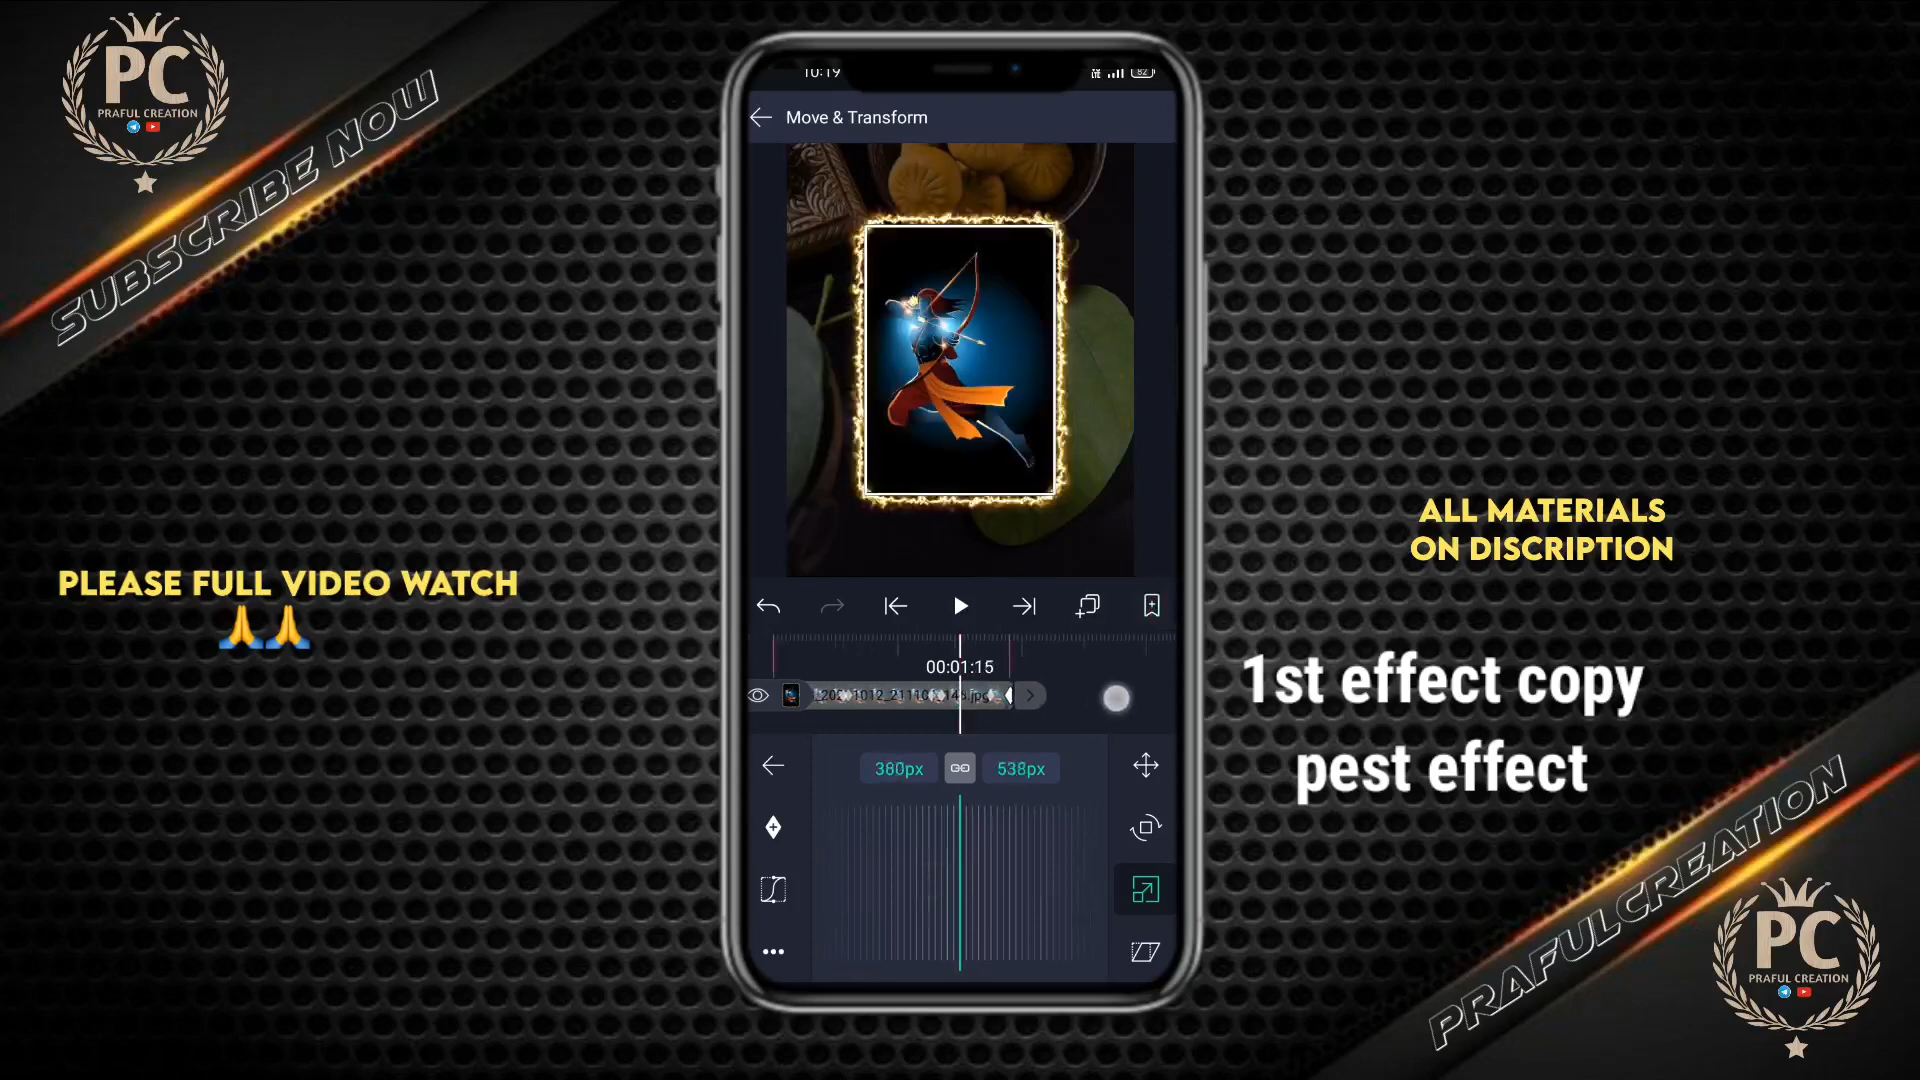 PC
PRAFUL CREATION
SUBSCRIBE NOW
10:19
82
Move & Transform
ALL MATERIALS
ON DISCRIPTION
PLEASE FULL VIDEO WATCH
🙏🙏
00:01:15
1st effect copy
pest effect
380px
538px
PRAFULCREATION
PC
PRAFUL CREATION